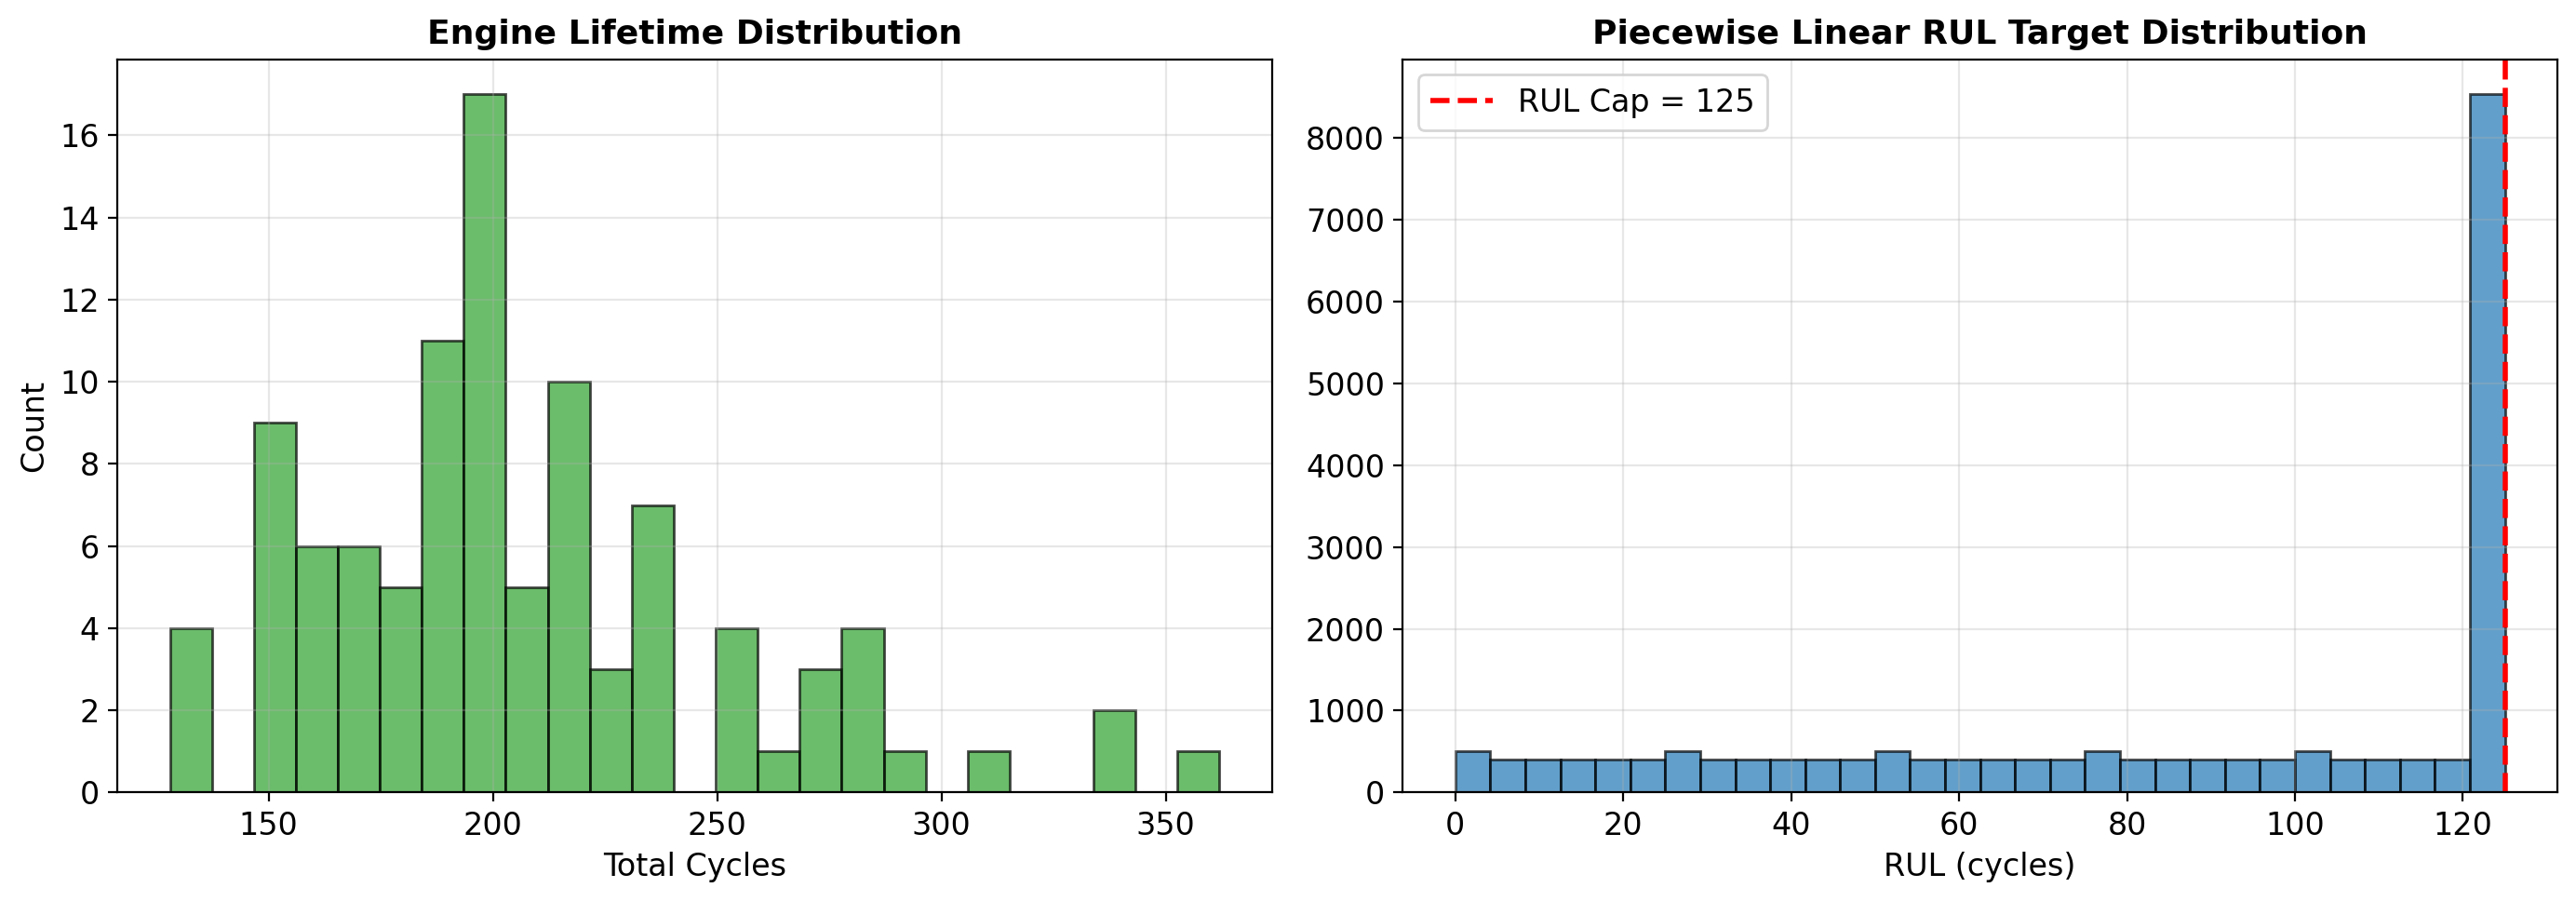 Engine Lifetime Distribution
Count
16
14
12
10
8
6
4
2
0
150 200 250 300 350
Total Cycles
Piecewise Linear RUL Target Distribution
RUL Cap = 125
8000
7000
6000
5000
4000
3000
2000
1000
0
0 20 40 60 80 100 120
RUL (cycles)